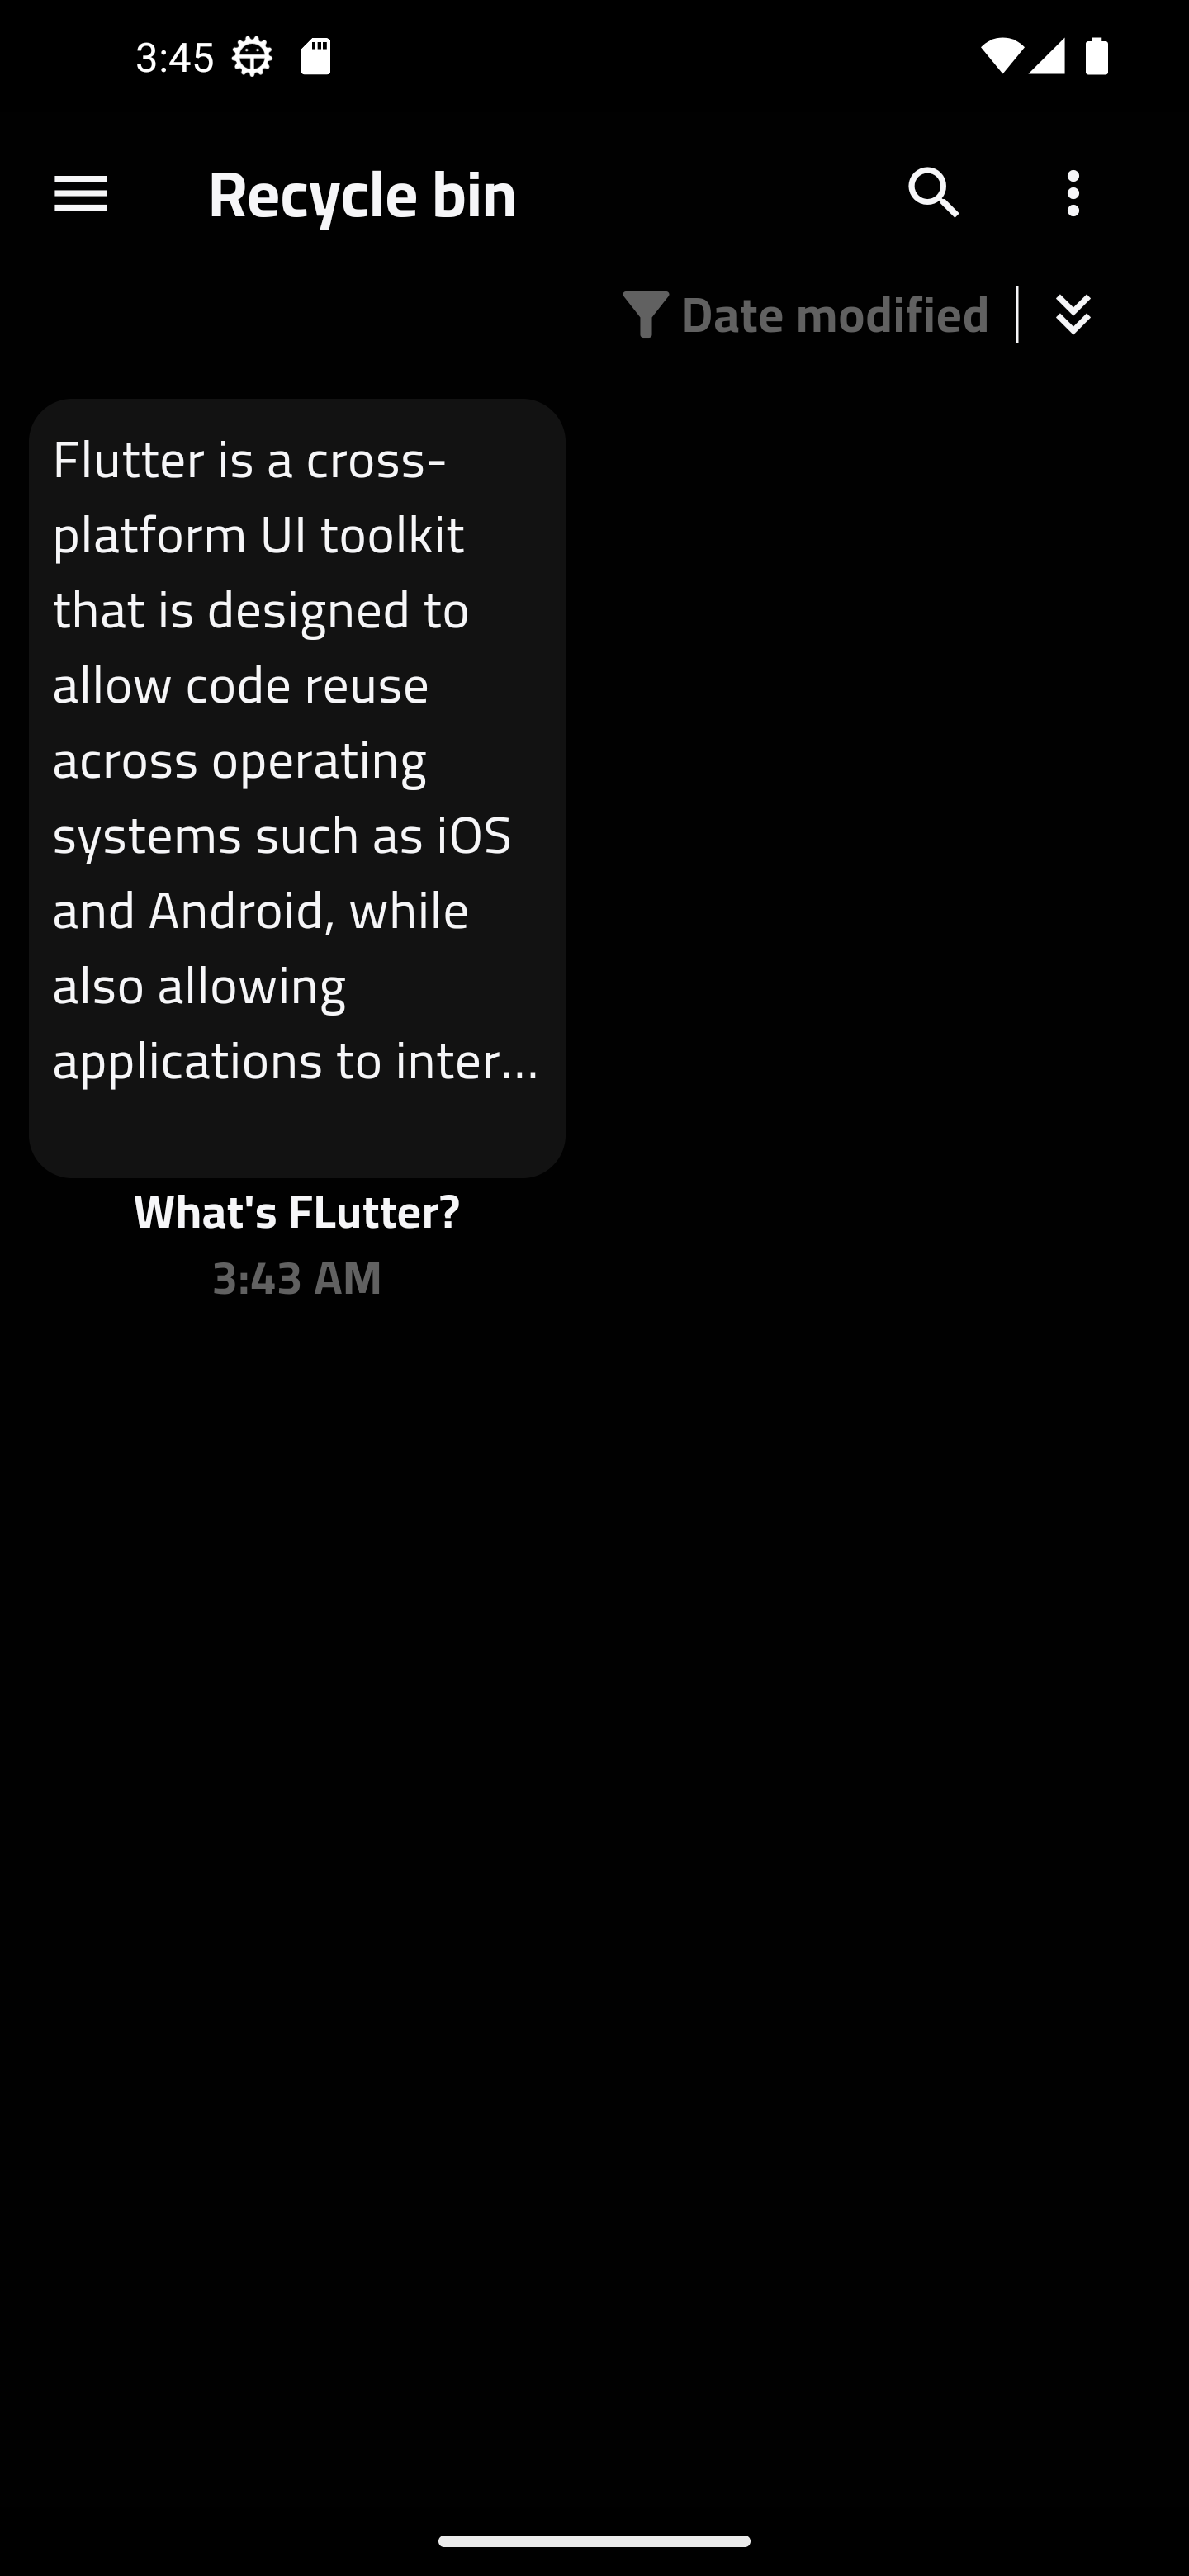 3:45
Recycle bin
Date modified
Flutter is a cross-
platform UI toolkit
that is designed to
allow code reuse
across operating
systems such as iOS
and Android, while
also allowing
applications to inter...
What's FLutter?
3:43 AM